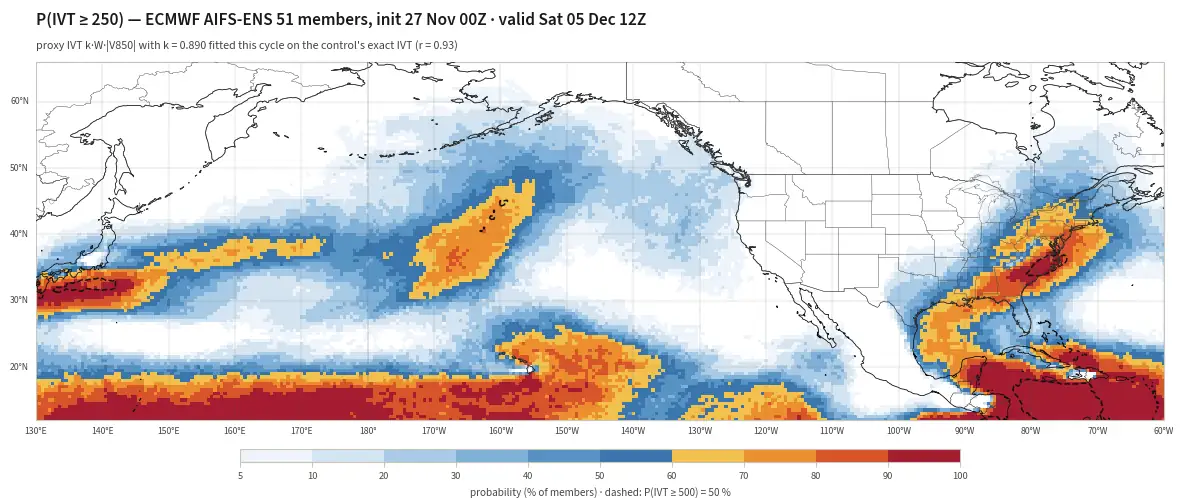 P(IVT ≥ 250) — ECMWF AIFS-ENS 51 members, init 27 Nov 00Z · valid Sat 05 Dec 12Z
proxy IVT k·W·|V850| with k = 0.890 fitted this cycle on the control's exact IVT (r = 0.93)
60°N
50°N
40°N
30°N
20°N
130°E 140°E 150°E 160°E 170°E 180° 170°W 160°W 150°W 140°W 130°W 120°W 110°W 100°W 90°W 80°W 70°W 60°W
5 10 20 30 40 50 60 70 80 90 100
probability (% of members) · dashed: P(IVT ≥ 500) = 50 %